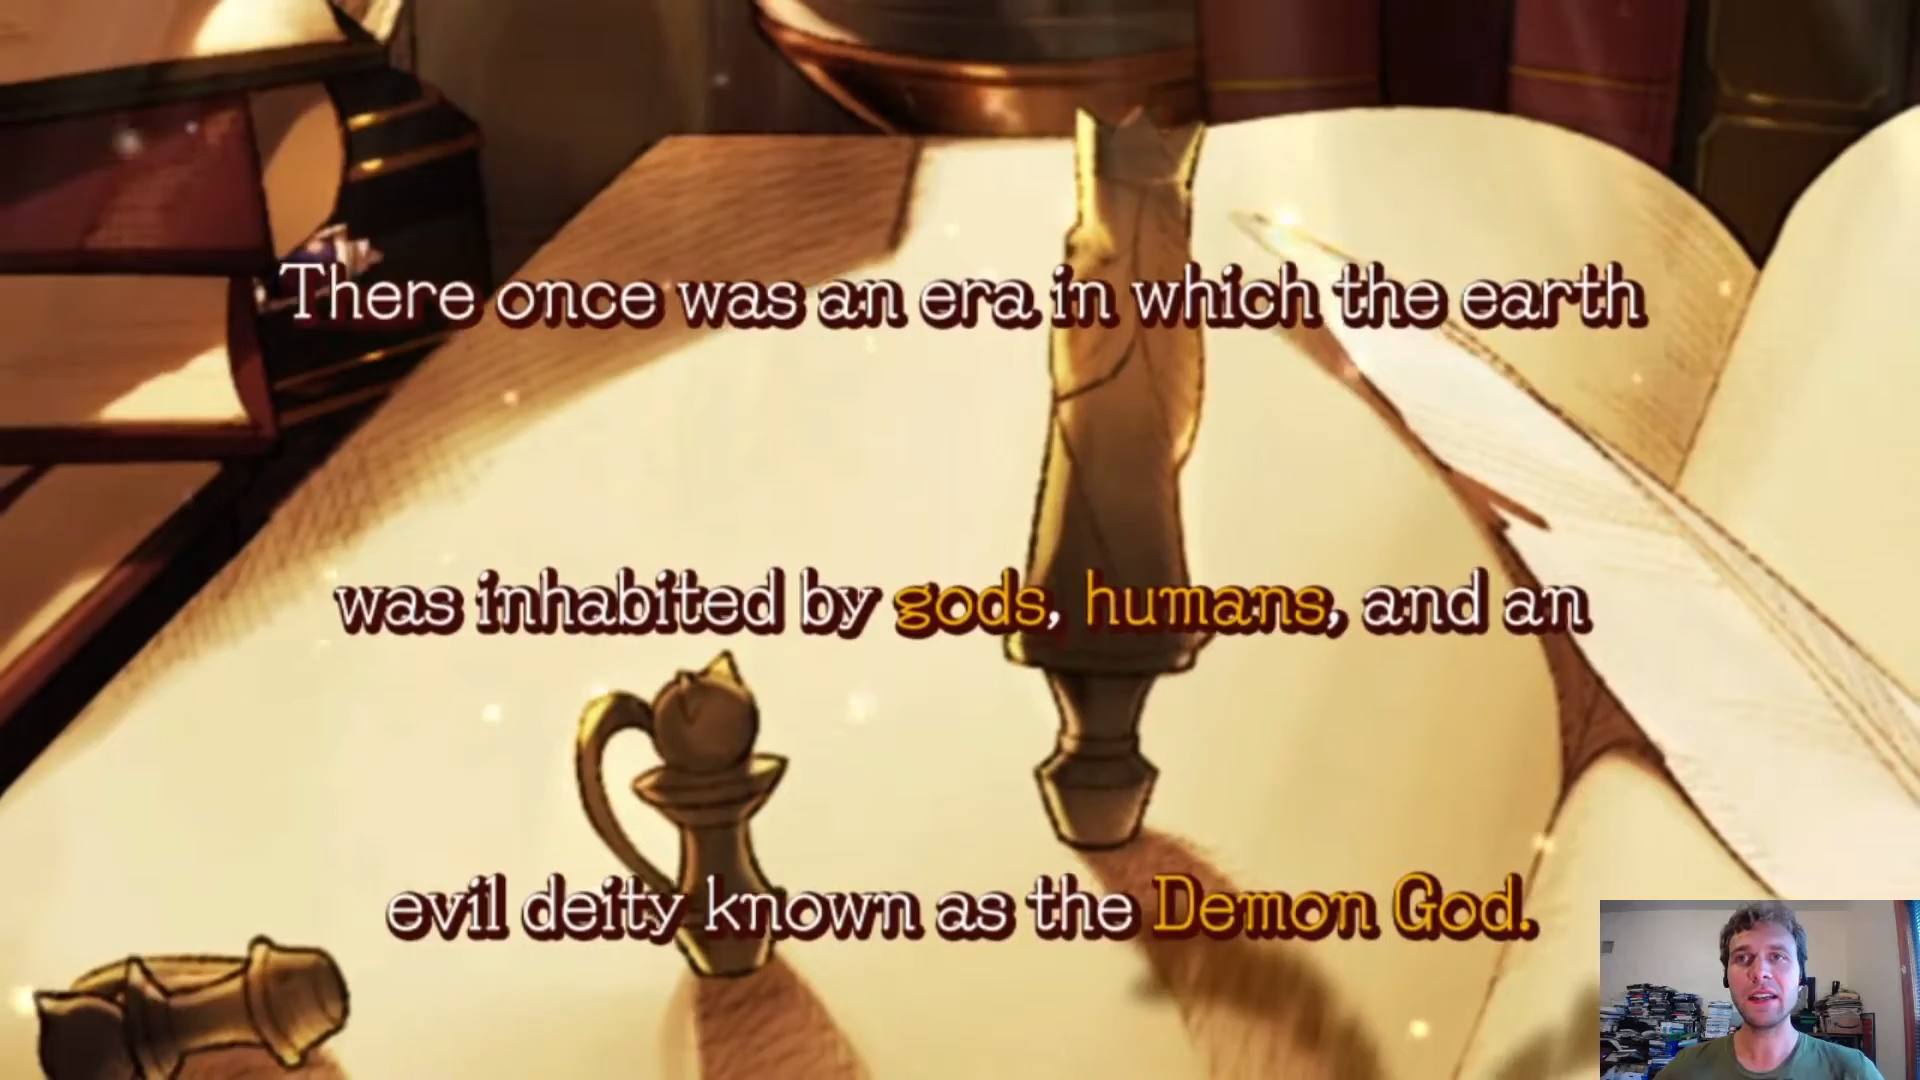 There once was an era in which the earth
was inhabited by gods, humans, and an
evil deity known as the Demon God.